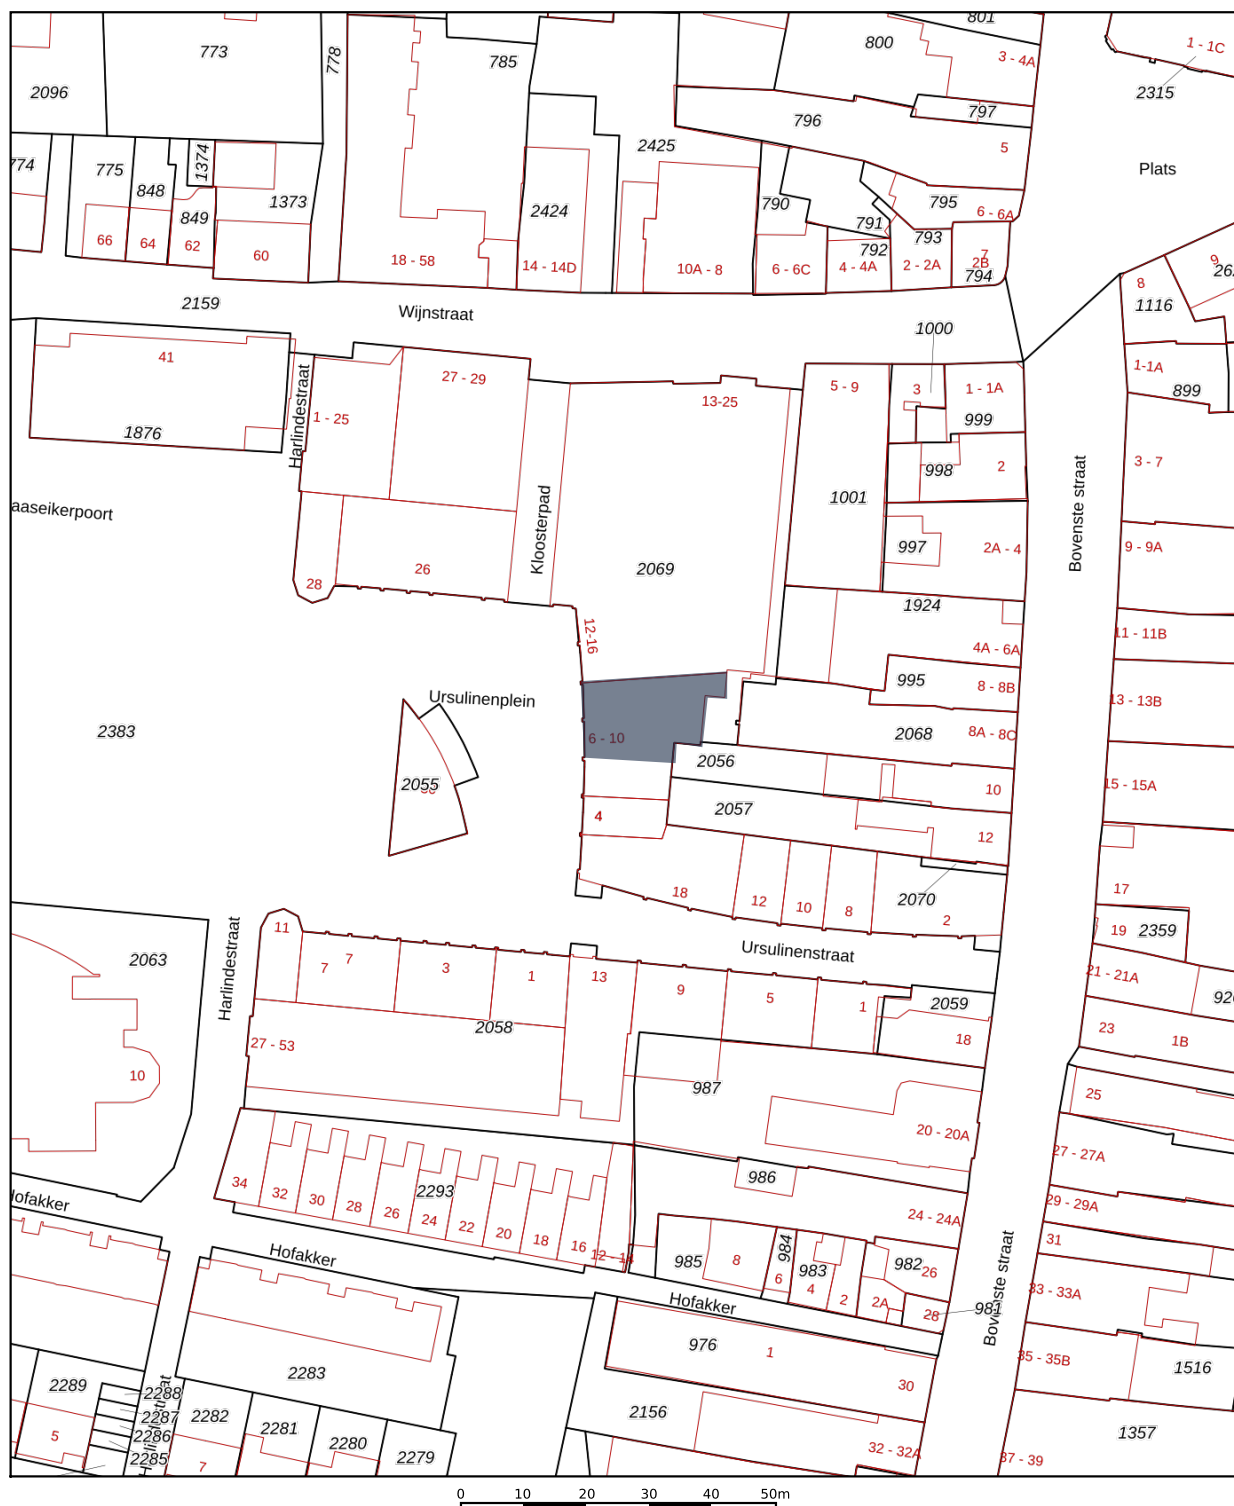 801
800
3 - 4A
1 - 1C
773
778
785
2096
2315
797
796
5
774
775
848
1374
2425
Plats
849
1373
2424
790
791
795
6 - 6A
793
792
66
64
62
60
18 - 58
14 - 14D
10A - 8
6 - 6C
4 - 4A
2 - 2A
7
2B
794
9
8
1116
2159
Wijnstraat
1000
41
27 - 29
13-25
5 - 9
3
1 - 1A
1-1A
899
Harlindestraat
1 - 25
1876
999
998
2
3 - 7
1001
aaseikerpoort
Kloosterpad
Bovenste straat
997
2A - 4
9 - 9A
2069
28
26
1924
12-16
4A - 6A
11 - 11B
995
8 - 8B
Ursulinenplein
13 - 13B
2383
6 - 10
2068
8A - 8C
2056
2055
10
15 - 15A
2057
4
12
18
12
10
8
2070
2
17
11
19
2359
2063
7
7
3
1
13
Ursulinenstraat
Harlindestraat
9
5
1
2059
21 - 21A
2058
18
23
1B
27 - 53
10
987
25
20 - 20A
27 - 27A
986
34
32
30
28
26
2293
24
22
20
18
16
12 - 14
24 - 24A
29 - 29A
Hofakker
Hofakker
31
985
8
984
6
983
4
2
982
26
2A
28
981
Bovenste straat
33 - 33A
Hofakker
976
1
30
35 - 35B
1516
2283
2289
2288
2287
2286
2285
2282
2281
2280
2279
2156
5
7
32 - 32A
37 - 39
1357
0 10 20 30 40 50m